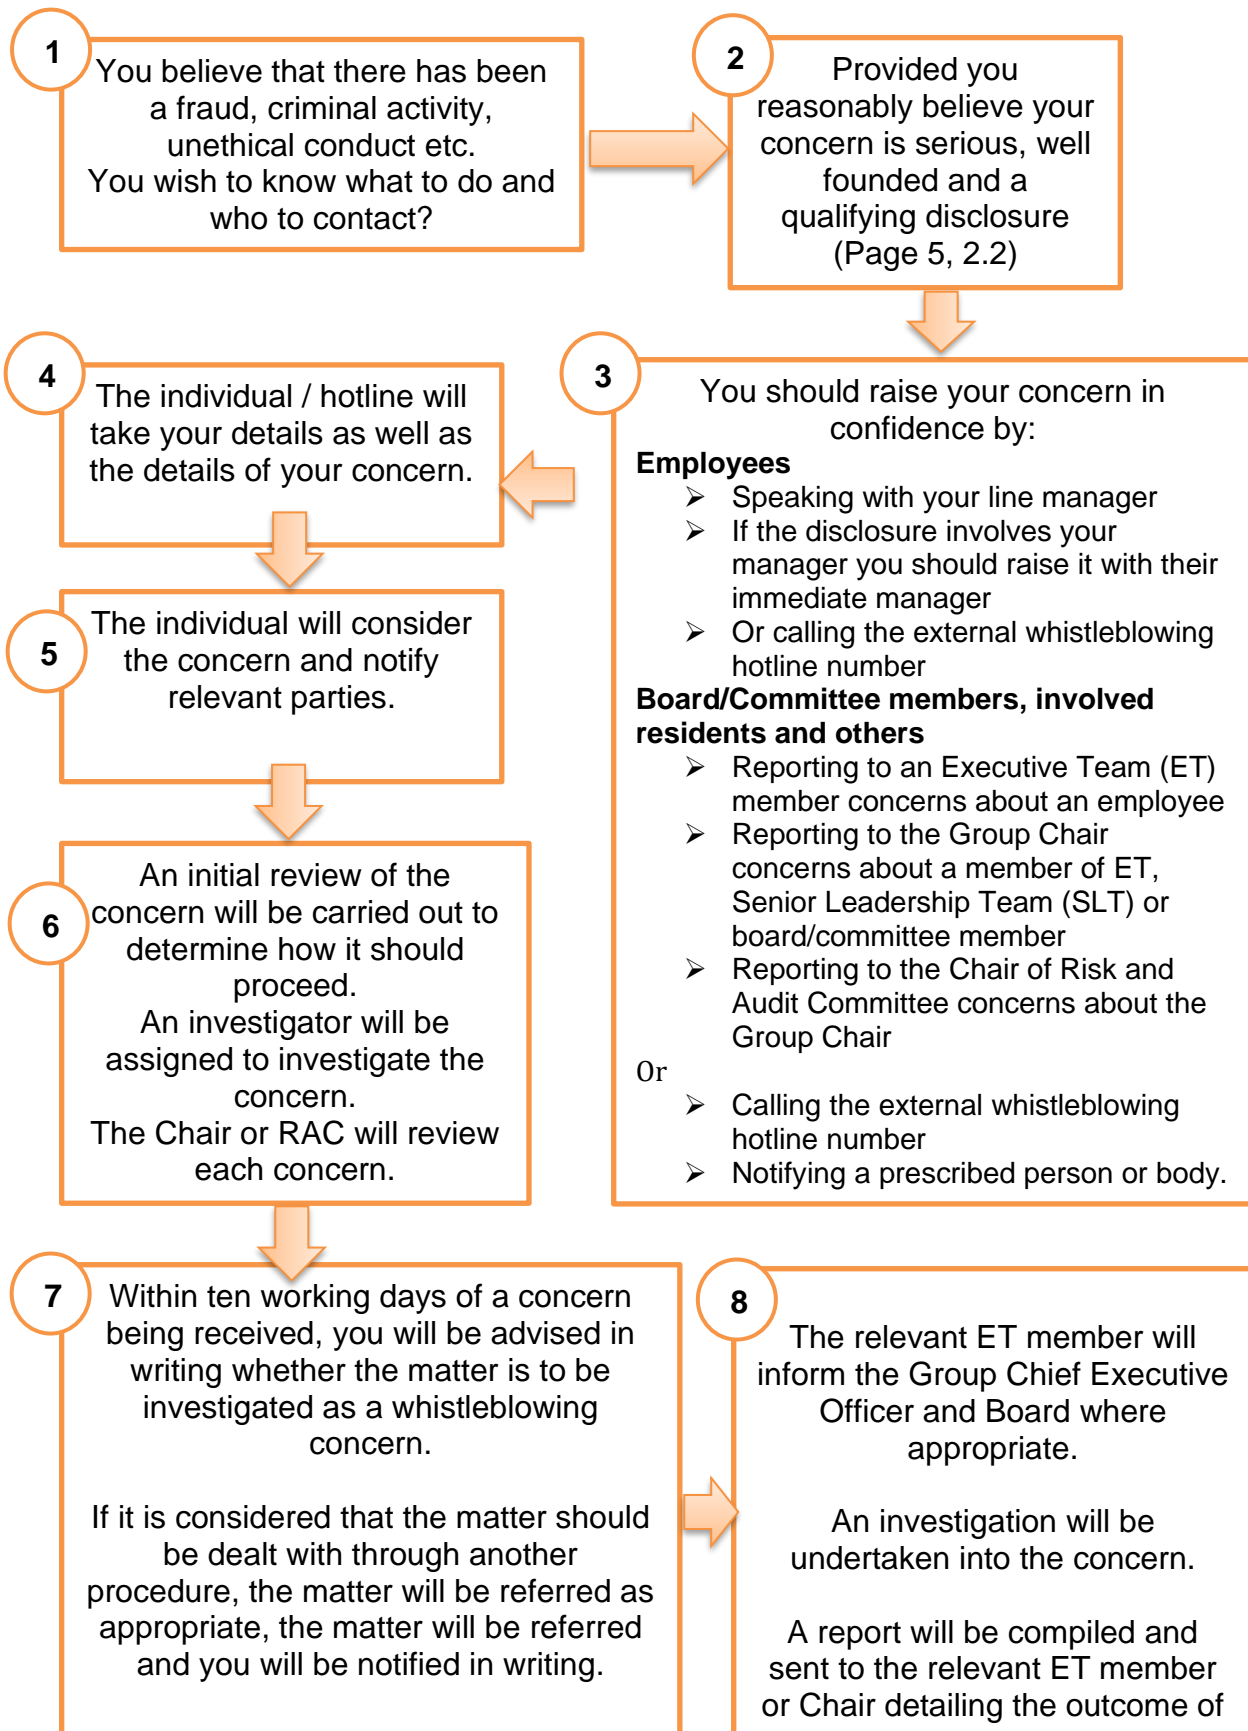 1
You believe that there has been
a fraud, criminal activity,
unethical conduct etc.
You wish to know what to do and
who to contact?
2
Provided you
reasonably believe your
concern is serious, well
founded and a
qualifying disclosure
(Page 5, 2.2)
3
You should raise your concern in
confidence by:
Employees
➢ Speaking with your line manager
➢ If the disclosure involves your
manager you should raise it with their
immediate manager
➢ Or calling the external whistleblowing
hotline number
Board/Committee members, involved
residents and others
➢ Reporting to an Executive Team (ET)
member concerns about an employee
➢ Reporting to the Group Chair
concerns about a member of ET,
Senior Leadership Team (SLT) or
board/committee member
➢ Reporting to the Chair of Risk and
Audit Committee concerns about the
Group Chair
Or
➢ Calling the external whistleblowing
hotline number
➢ Notifying a prescribed person or body.
4
The individual / hotline will
take your details as well as
the details of your concern.
5
The individual will consider
the concern and notify
relevant parties.
6
An initial review of the
concern will be carried out to
determine how it should
proceed.
An investigator will be
assigned to investigate the
concern.
The Chair or RAC will review
each concern.
7
Within ten working days of a concern
being received, you will be advised in
writing whether the matter is to be
investigated as a whistleblowing
concern.
If it is considered that the matter should
be dealt with through another
procedure, the matter will be referred as
appropriate, the matter will be referred
and you will be notified in writing.
8
The relevant ET member will
inform the Group Chief Executive
Officer and Board where
appropriate.
An investigation will be
undertaken into the concern.
A report will be compiled and
sent to the relevant ET member
or Chair detailing the outcome of